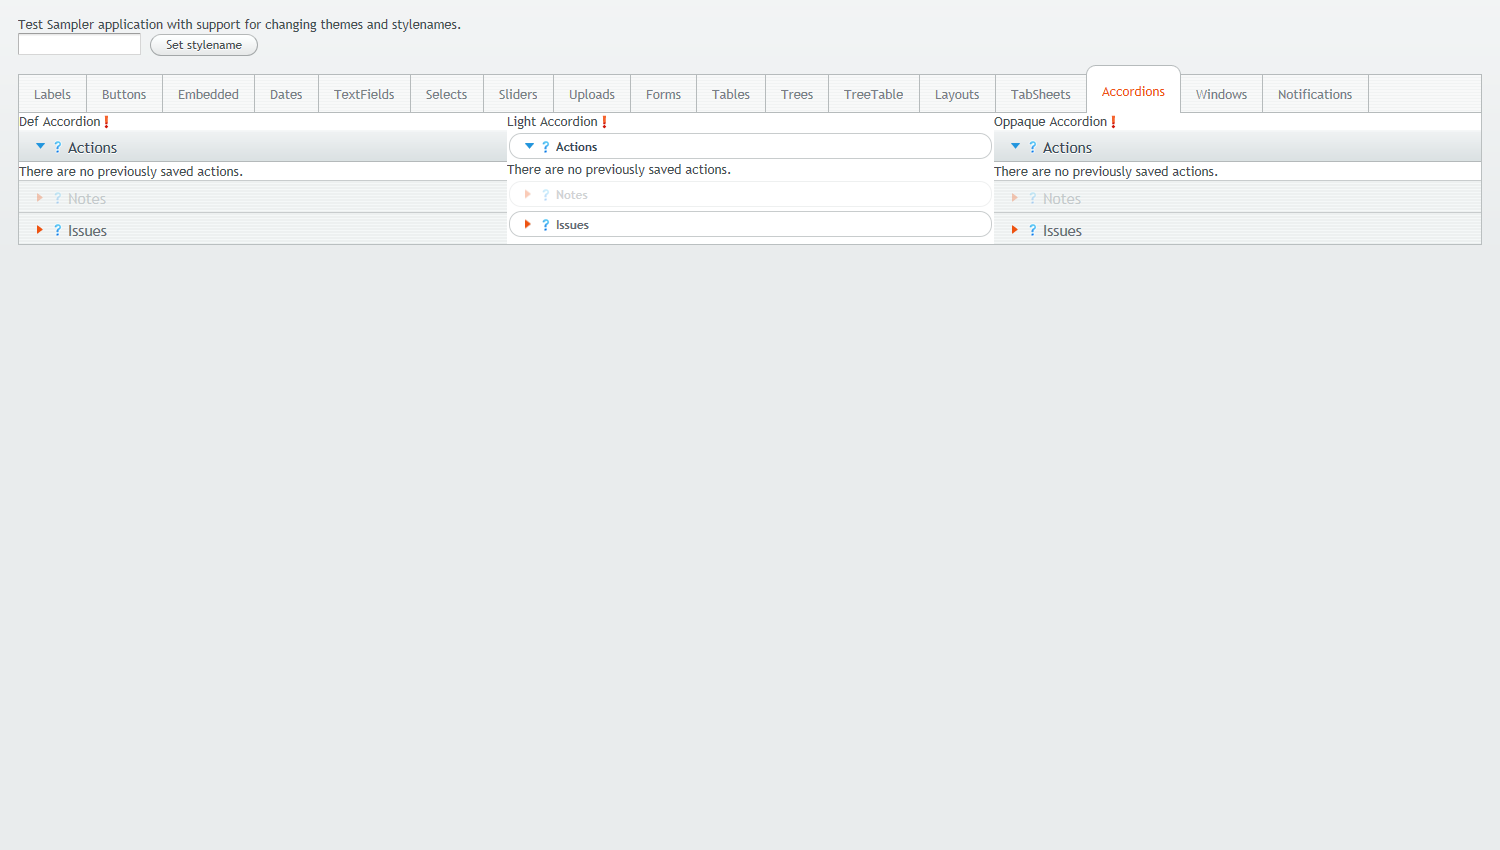 Test Sampler application with support for changing themes and stylenames.
Set stylename
Labels Buttons Embedded Dates TextFields Selects Sliders Uploads Forms Tables Trees TreeTable Layouts TabSheets Accordions Windows Notifications
Def Accordion !
? Actions
There are no previously saved actions.
? Notes
? Issues
Light Accordion !
? Actions
There are no previously saved actions.
? Notes
? Issues
Oppaque Accordion !
? Actions
There are no previously saved actions.
? Notes
? Issues